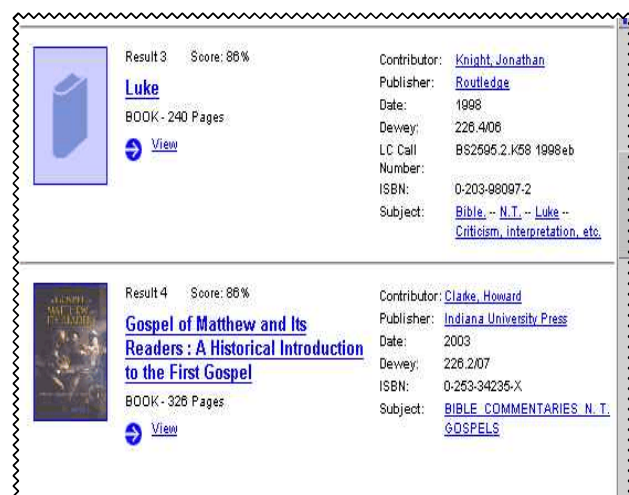 Result 3 Score: 86%
Luke
BOOK - 240 Pages
View
Contributor: Knight, Jonathan
Publisher: Routledge
Date: 1998
Dewey: 226.4/06
LC Call Number: BS2595.2.K58 1998eb
ISBN: 0-203-98097-2
Subject: Bible. -- N.T. -- Luke --
Criticism, interpretation, etc.
Result 4 Score: 86%
Gospel of Matthew and Its
Readers : A Historical Introduction
to the First Gospel
BOOK - 326 Pages
View
Contributor: Clarke, Howard
Publisher: Indiana University Press
Date: 2003
Dewey: 226.2/07
ISBN: 0-253-34235-X
Subject: BIBLE COMMENTARIES N. T.
GOSPELS